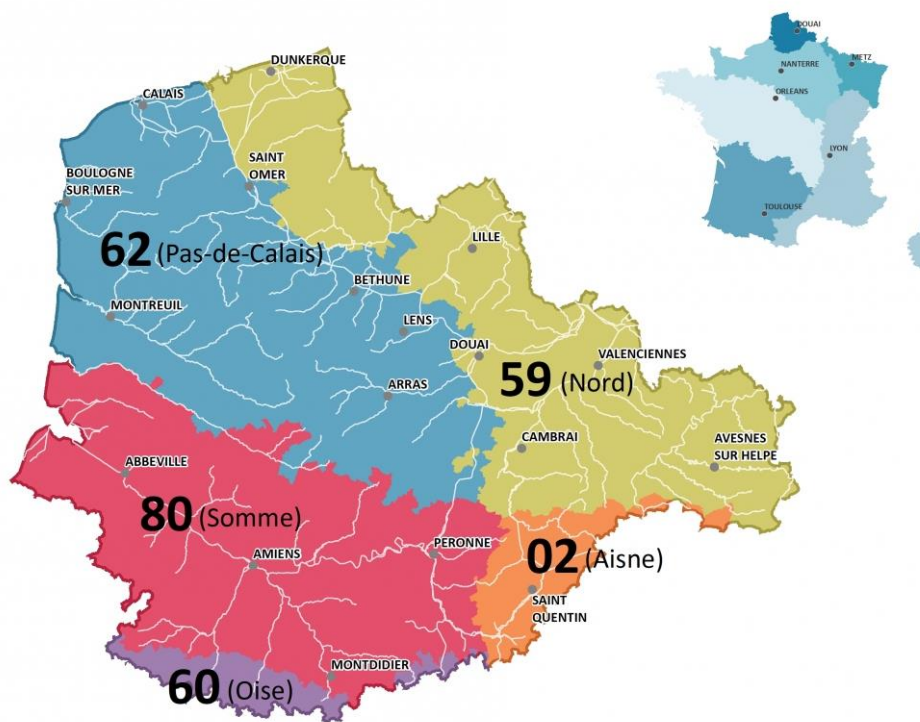 DUNKERQUE
CALAIS
SAINT
OMER
BOULOGNE
SUR MER
LILLE
62 (Pas-de-Calais)
BETHUNE
MONTREUIL
LENS
DOUAI
VALENCIENNES
59 (Nord)
ARRAS
CAMBRAI
AVESNES
SUR HELPE
ABBEVILLE
80 (Somme)
PERONNE
AMIENS
02 (Aisne)
SAINT
QUENTIN
MONTDIDIER
60 (Oise)
DOUAI
METZ
NANTERRE
ORLEANS
LYON
TOULOUSE